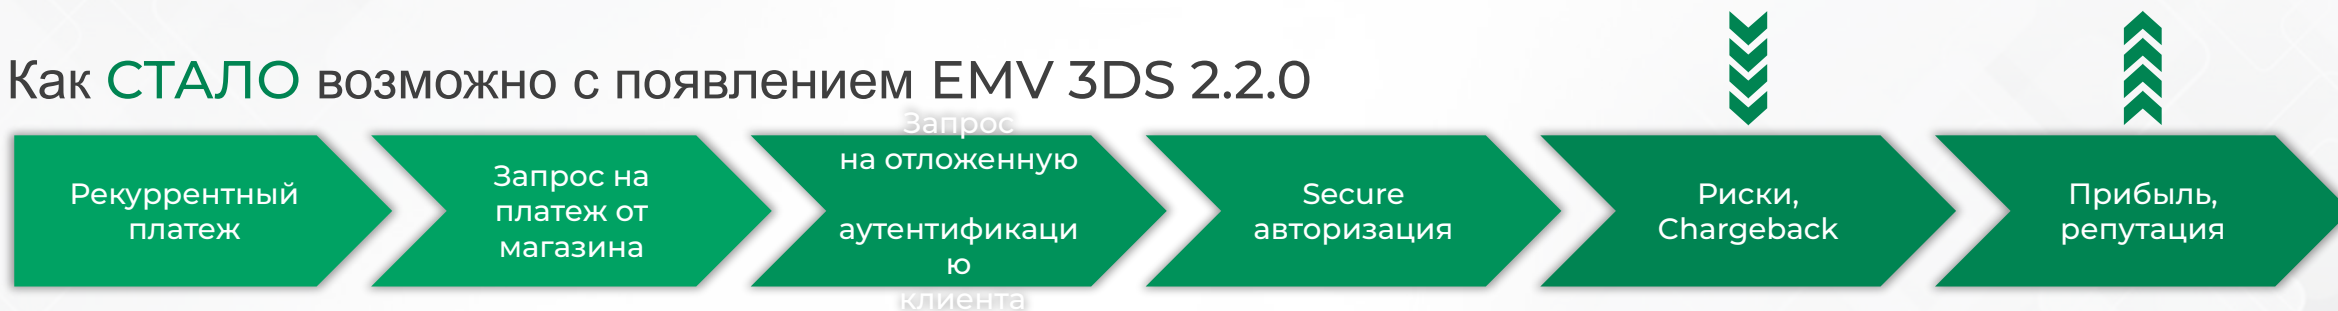 Как СТАЛО возможно с появлением EMV 3DS 2.2.0
Рекуррентный
платеж
Запрос на
платеж от
магазина
Запрос
на отложенную
аутентификаци
ю
клиента
Secure
авторизация
Риски,
Chargeback
Прибыль,
репутация